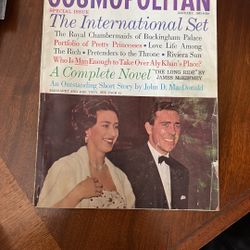 COSMOPOLITAN
SPECIAL ISSUE
The International Set
The Royal Chambermaids of Buckingham Palace
Portfolio of Pretty Princesses • Love Life Among
The Rich • Pretenders to the Throne • Riviera Sun
Who Is Man Enough to Take Over Aly Khan's Place?
A Complete Novel "THE LONG RIDE" BY
JAMES McKIMMEY
An Outstanding Short Story by John D. MacDonald